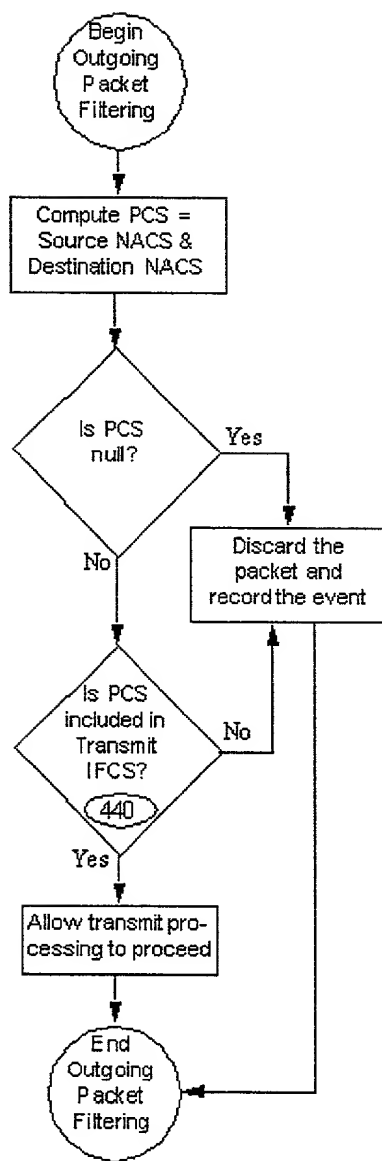 Begin
Outgoing
Packet
Filtering
Compute PCS =
Source NACS &
Destination NACS
Is PCS
null?
Yes
No
Discard the
packet and
record the event
Is PCS
included in
Transmit
IFCS?
440
No
Yes
Allow transmit pro-
cessing to proceed
End
Outgoing
Packet
Filtering